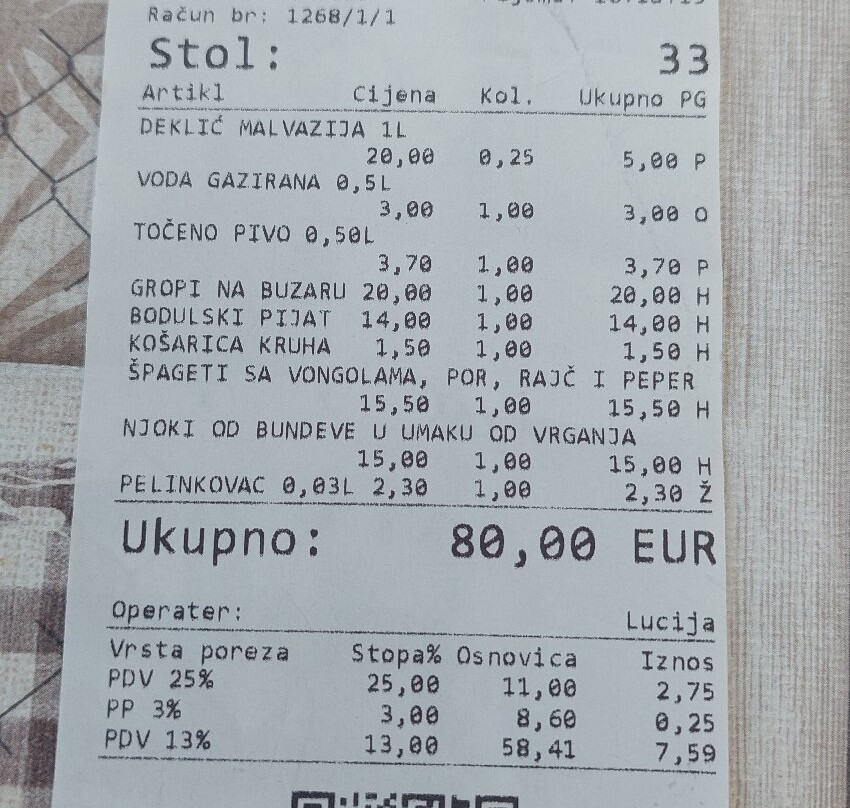 Račun br: 1268/1/1
Stol: 33
Artikl Cijena Kol. Ukupno PG
DEKLIĆ MALVAZIJA 1L
20,00 0,25 5,00 P
VODA GAZIRANA 0,5L
3,00 1,00 3,00 O
TOČENO PIVO 0,50L
3,70 1,00 3,70 P
GROPI NA BUZARU 20,00 1,00 20,00 H
BODULSKI PIJAT 14,00 1,00 14,00 H
KOŠARICA KRUHA 1,50 1,00 1,50 H
ŠPAGETI SA VONGOLAMA, POR, RAJČ I PEPER
15,50 1,00 15,50 H
NJOKI OD BUNDEVE U UMAKU OD VRGANJA
15,00 1,00 15,00 H
PELINKOVAC 0,03L 2,30 1,00 2,30 Ž
Ukupno: 80,00 EUR
Operater: Lucija
Vrsta poreza Stopa% Osnovica Iznos
PDV 25% 25,00 11,00 2,75
PP 3% 3,00 8,60 0,25
PDV 13% 13,00 58,41 7,59